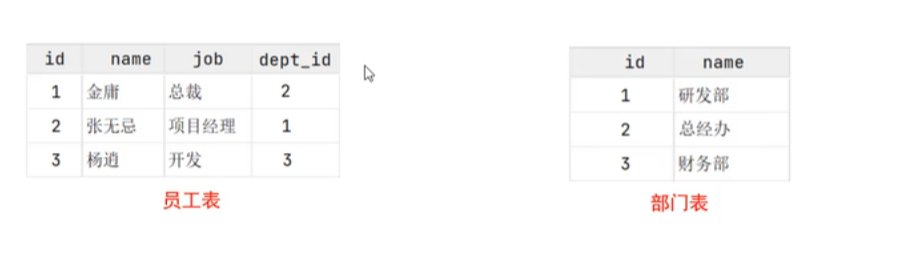 id name job dept_id
1 金庸 总裁 2
2 张无忌 项目经理 1
3 杨逍 开发 3
员工表
id name
1 研发部
2 总经办
3 财务部
部门表